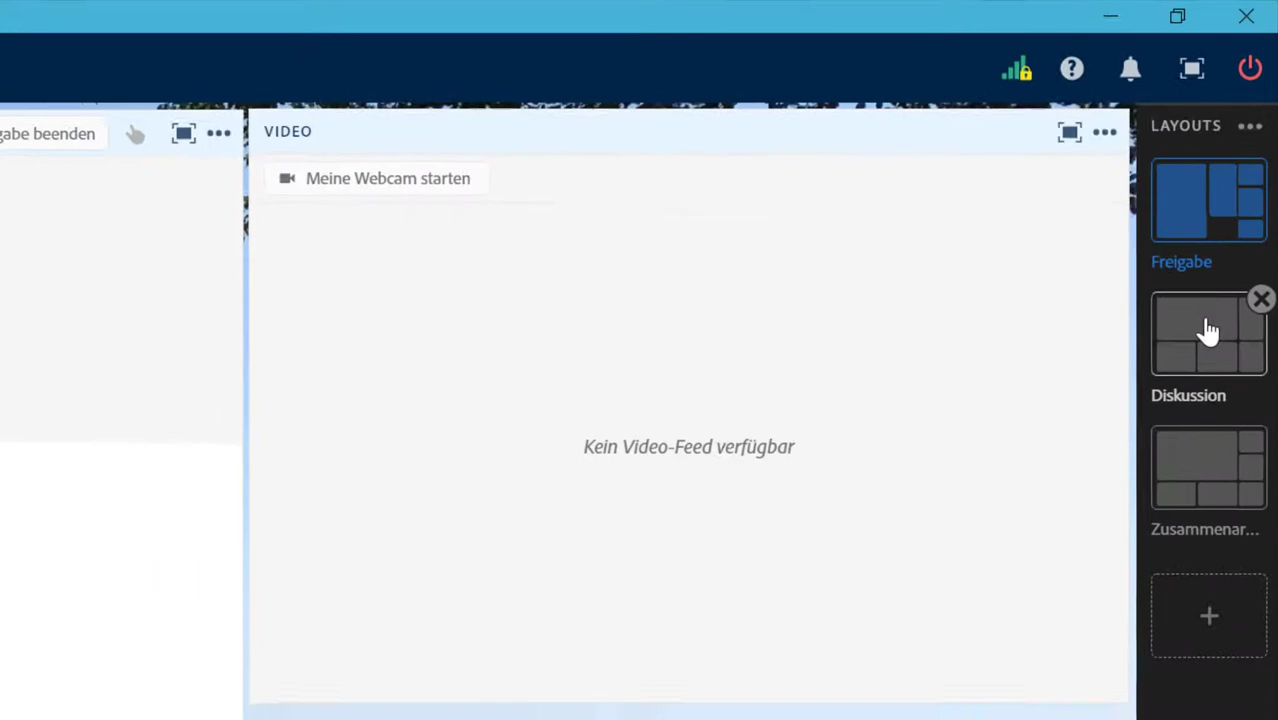 gabe beenden
VIDEO
LAYOUTS
Meine Webcam starten
Freigabe
Diskussion
Kein Video-Feed verfügbar
Zusammenar...